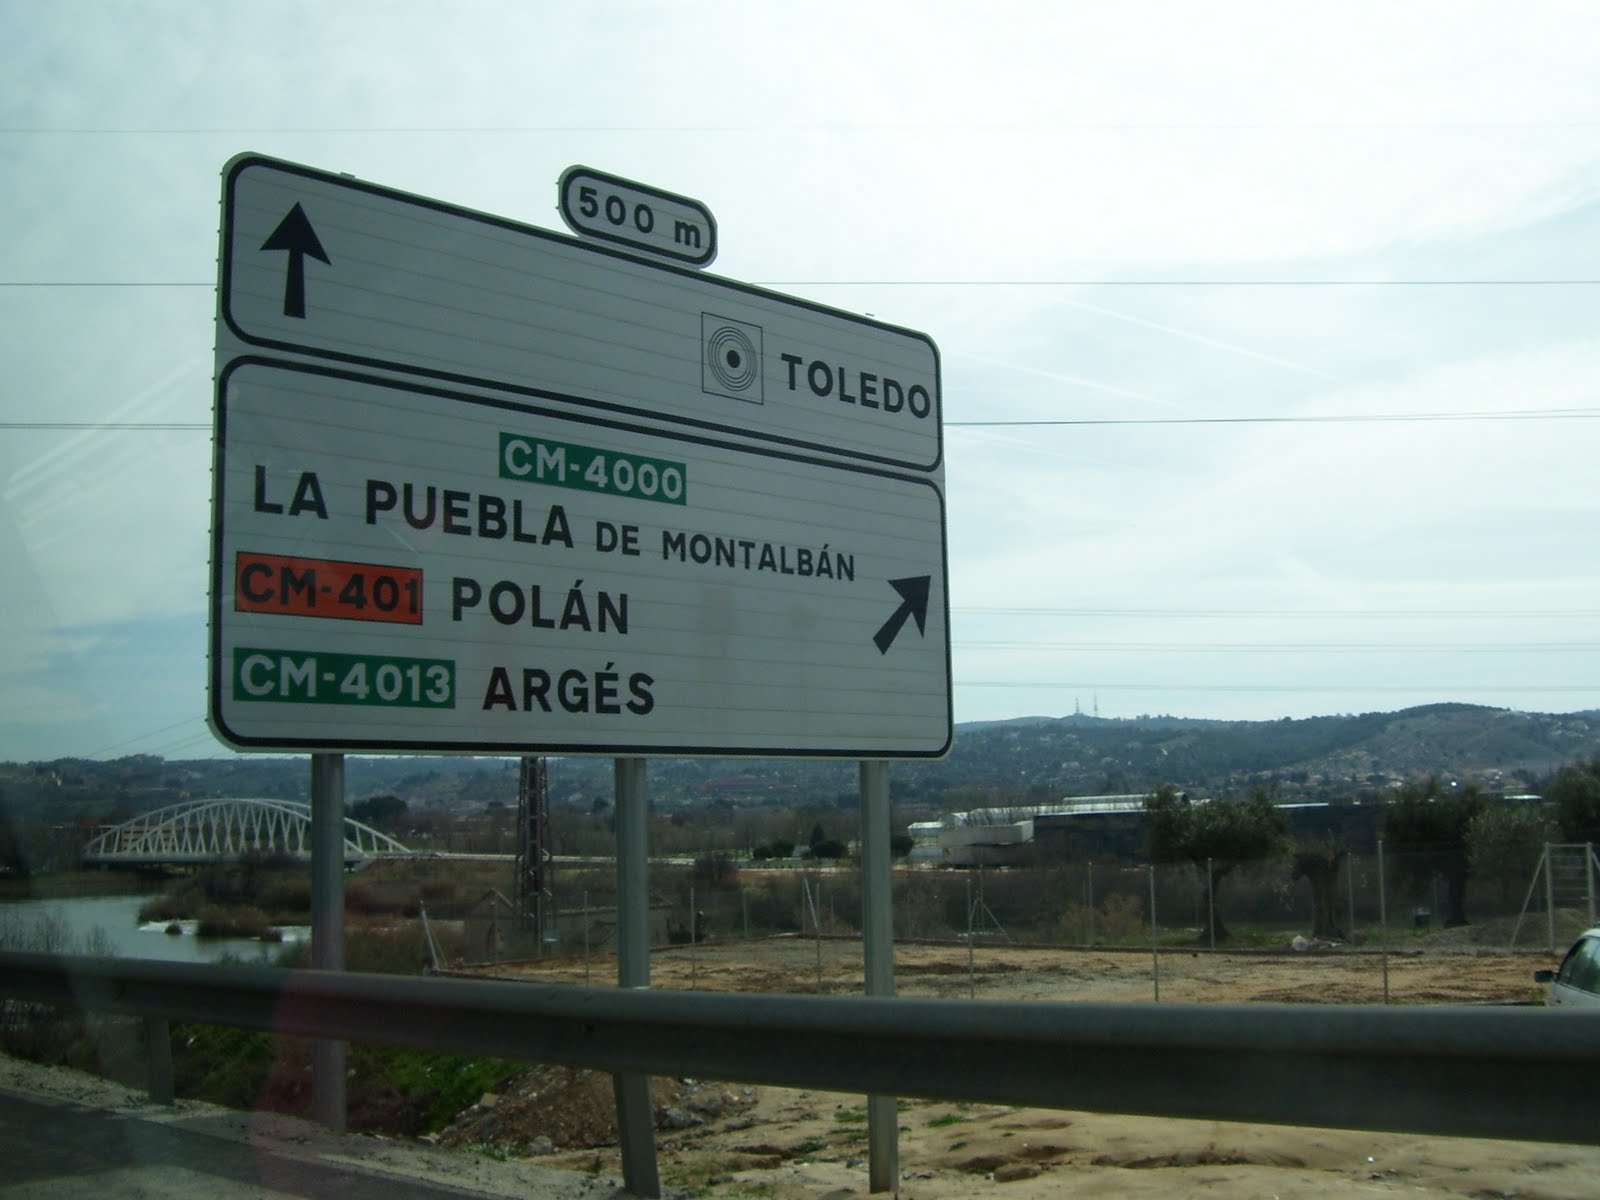 500 m
TOLEDO
CM-4000
LA PUEBLA DE MONTALBÁN
CM-401 POLÁN
CM-4013 ARGÉS